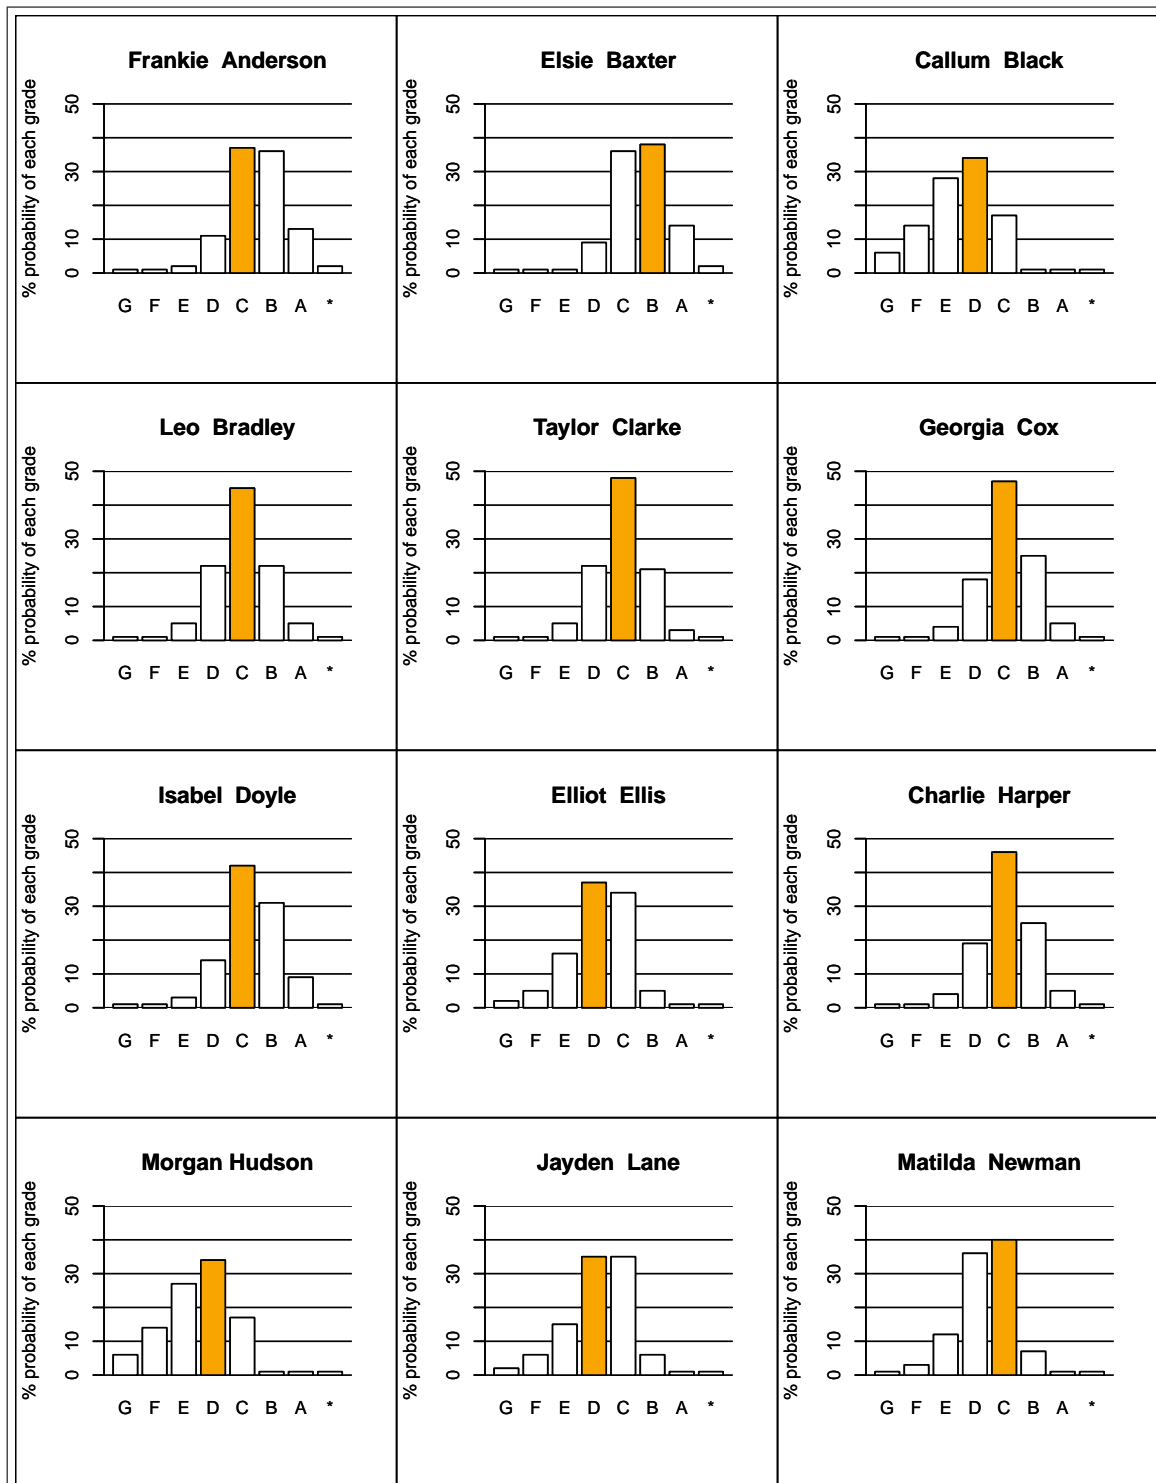 Frankie Anderson
% probability of each grade
50
30
10
0
G F E D C B A *
Elsie Baxter
% probability of each grade
50
30
10
0
G F E D C B A *
Callum Black
% probability of each grade
50
30
10
0
G F E D C B A *
Leo Bradley
% probability of each grade
50
30
10
0
G F E D C B A *
Taylor Clarke
% probability of each grade
50
30
10
0
G F E D C B A *
Georgia Cox
% probability of each grade
50
30
10
0
G F E D C B A *
Isabel Doyle
% probability of each grade
50
30
10
0
G F E D C B A *
Elliot Ellis
% probability of each grade
50
30
10
0
G F E D C B A *
Charlie Harper
% probability of each grade
50
30
10
0
G F E D C B A *
Morgan Hudson
% probability of each grade
50
30
10
0
G F E D C B A *
Jayden Lane
% probability of each grade
50
30
10
0
G F E D C B A *
Matilda Newman
% probability of each grade
50
30
10
0
G F E D C B A *